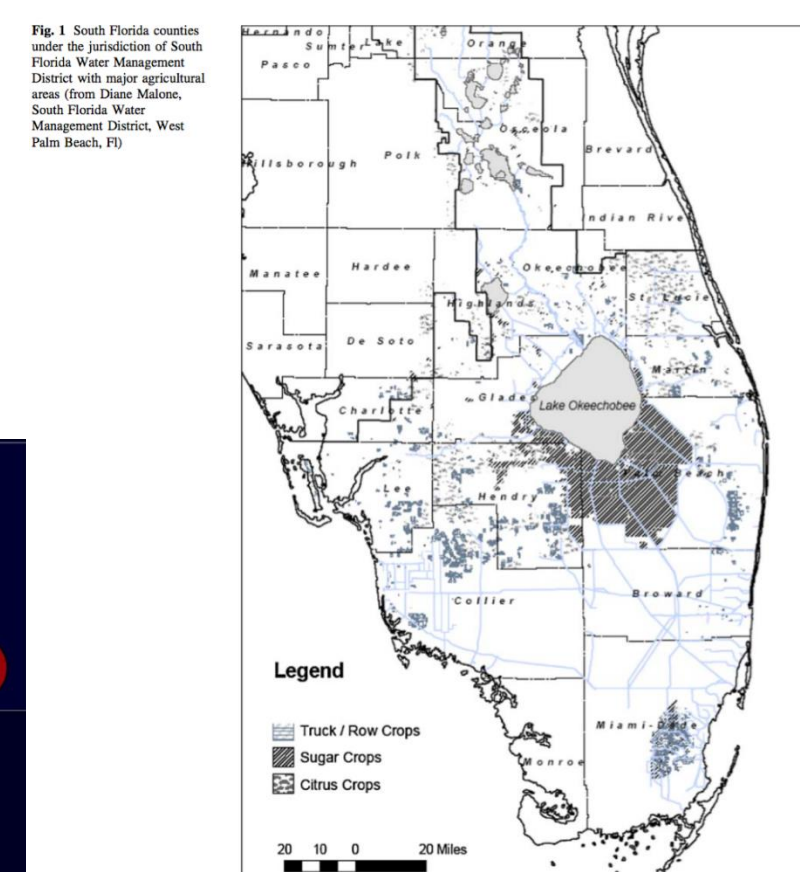 Fig. 1 South Florida counties
under the jurisdiction of South
Florida Water Management
District with major agricultural
areas (from Diane Malone,
South Florida Water
Management District, West
Palm Beach, Fl)
Hernando
Sumter
Lake
Orange
Pasco
Osceola
Brevard
Hillsborough
Polk
Indian River
Manatee
Hardee
Okeechobee
Highlands
St. Lucie
Sarasota
De Soto
Martin
Glades
Lake Okeechobee
Charlotte
Palm Beach
Lee
Hendry
Collier
Broward
Legend
Miami-Dade
Truck / Row Crops
Sugar Crops
Monroe
Citrus Crops
20 10 0 20 Miles